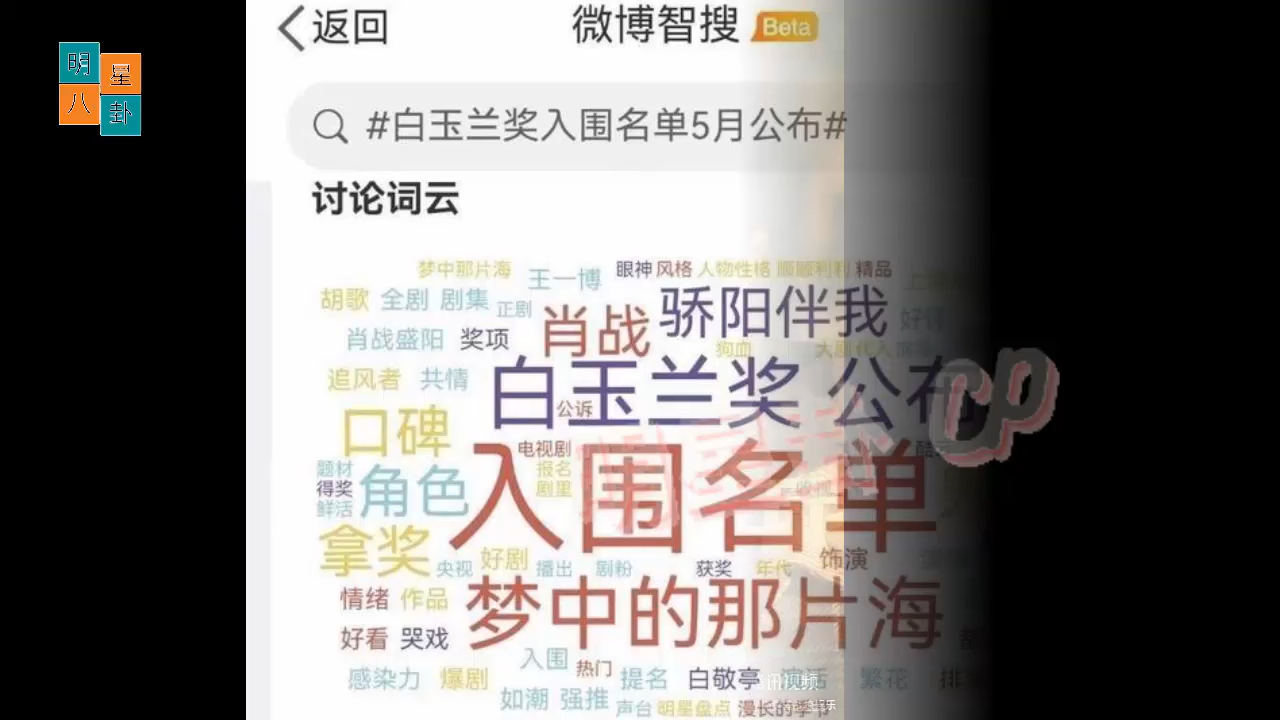 明星
八卦
返回
微博智搜 Beta
#白玉兰奖入围名单5月公布#
讨论词云
梦中那片海 王一博 眼神 风格 人物性格 顺顺利利 精品
胡歌 全剧 剧集 正剧 肖战 骄阳伴我 好评
肖战盛阳 奖项 狗血
追风者 共情 白玉兰奖 公布 CP
公诉
口碑 电视剧
题材 报名
得奖 角色 剧里 入围名单 收视
鲜活
拿奖 央视 好剧 播出 剧粉 获奖 年代 饰演
情绪 作品 梦中的那片海
好看 哭戏
入围 热门
感染力 爆剧 提名 白敬亭 演活 繁花 排
如潮 强推 声台 明星盘点 漫长的季节